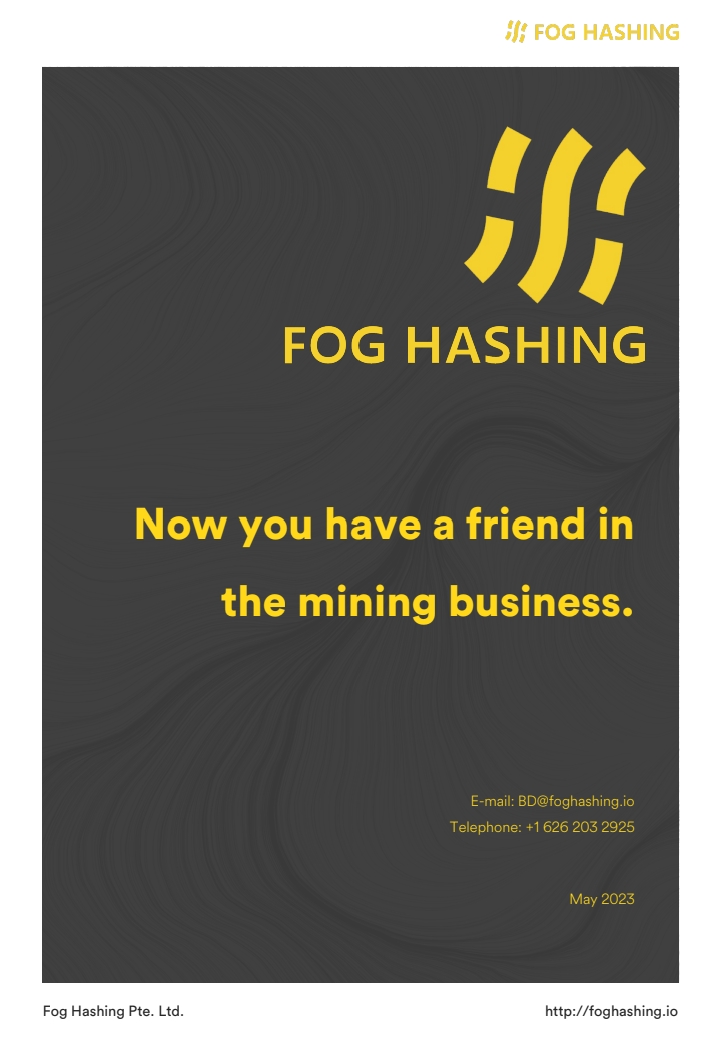 FOG HASHING
FOG HASHING
Now you have a friend in
the mining business.
E-mail: BD@foghashing.io
Telephone: +1 626 203 2925
May 2023
Fog Hashing Pte. Ltd.
http://foghashing.io